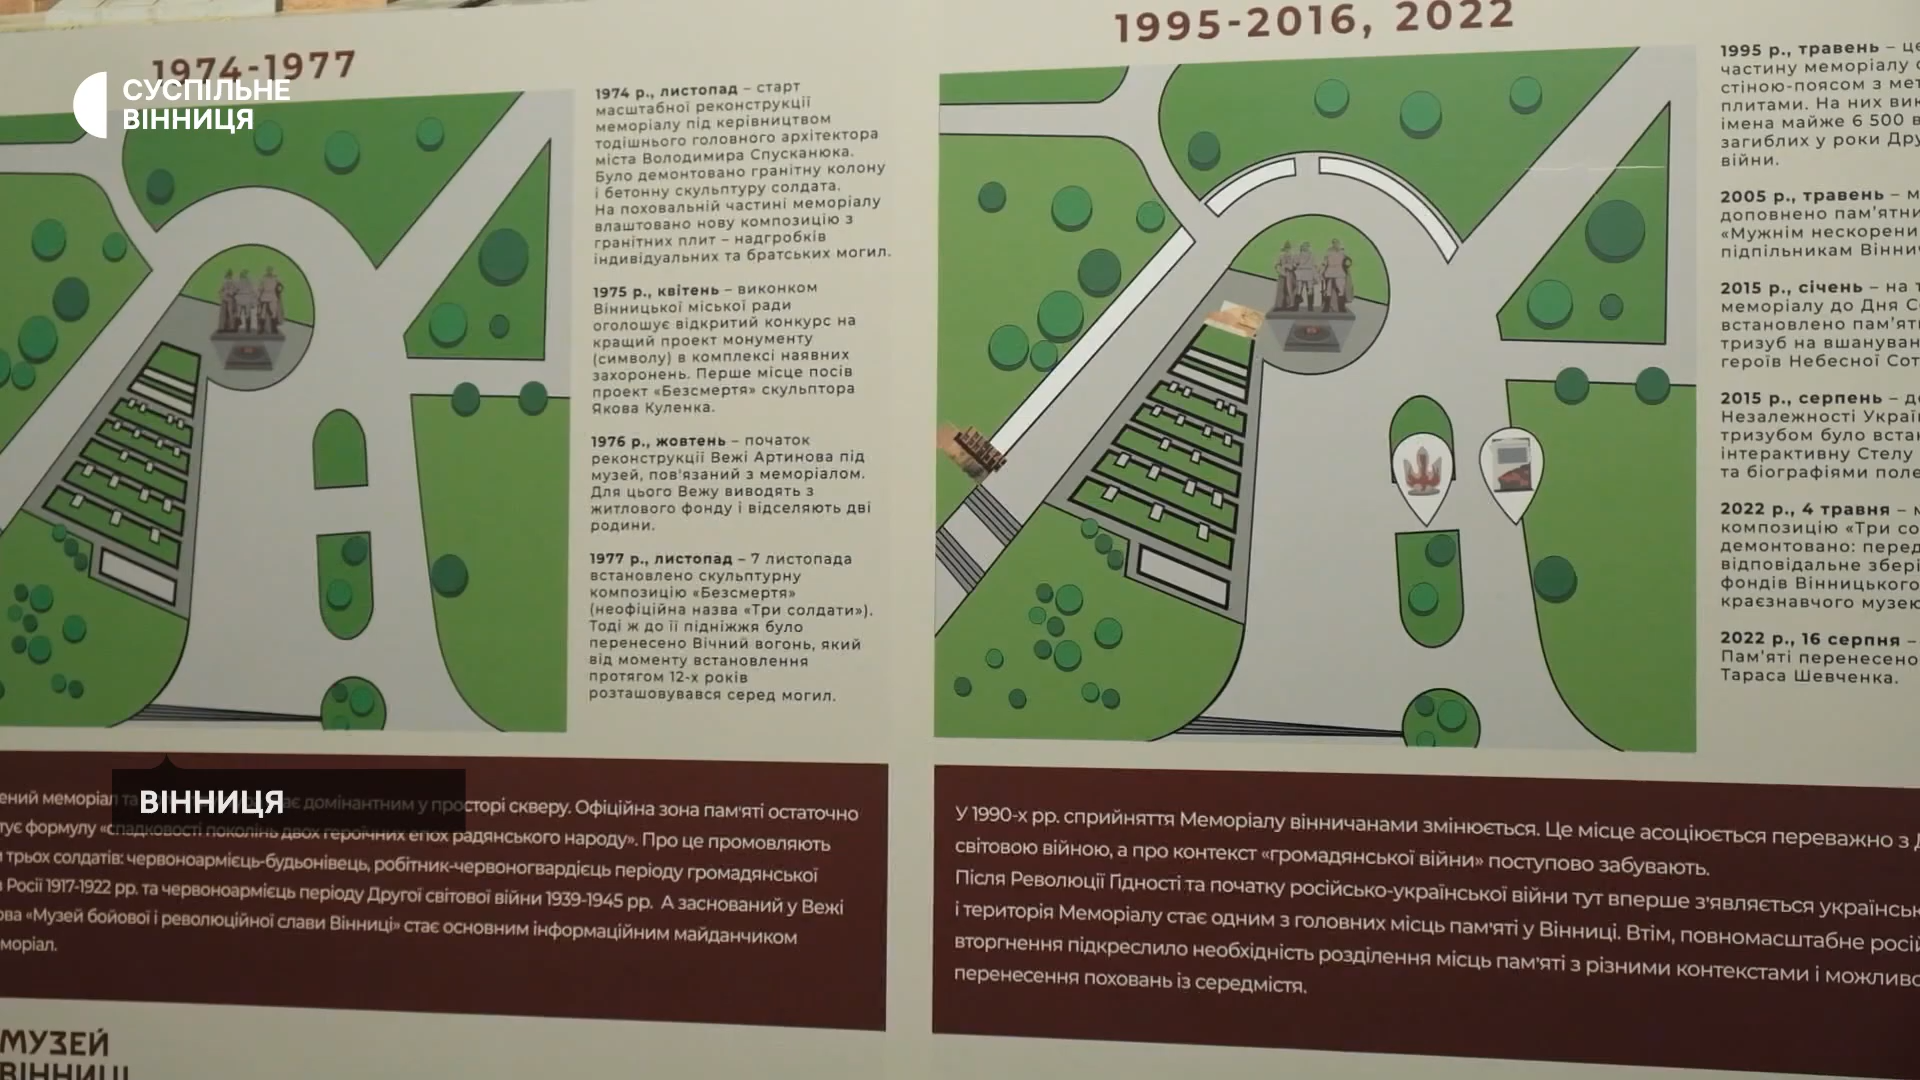 СУСПІЛЬНЕ
ВІННИЦЯ
1974-1977
1974 р., листопад – старт
масштабної реконструкції
меморіалу під керівництвом
тодішнього головного архітектора
міста Володимира Спусканюка.
Було демонтовано гранітну колону
і бетонну скульптуру солдата.
На поховальній частині меморіалу
влаштовано нову композицію з
гранітних плит – надгробків
індивідуальних та братських могил.
1975 р., квітень – виконком
Вінницької міської ради
оголошує відкритий конкурс на
кращий проект монументу
(символу) в комплексі наявних
захоронень. Перше місце посів
проект «Безсмертя» скульптора
Якова Куленка.
1976 р., жовтень – початок
реконструкції Вежі Артинова під
музей, пов'язаний з меморіалом.
Для цього Вежу виводять з
житлового фонду і відселяють дві
родини.
1977 р., листопад – 7 листопада
встановлено скульптурну
композицію «Безсмертя»
(неофіційна назва «Три солдати»).
Тоді ж до її підніжжя було
перенесено Вічний вогонь, який
від моменту встановлення
протягом 12-х років
розташовувався серед могил.
1995-2016, 2022
1995 р., травень – це
частину меморіалу
стіною-поясом з мет
плитами. На них вик
імена майже 6 500 в
загиблих у роки Дру
війни.
2005 р., травень – м
доповнено пам'ятни
«Мужнім нескорени
підпільникам Вінни
2015 р., січень – на т
меморіалу до Дня С
встановлено пам'ят
тризуб на вшануван
героїв Небесної Сот
2015 р., серпень – д
Незалежності Украї
тризубом було вста
інтерактивну Стелу
та біографіями поле
2022 р., 4 травня – м
композицію «Три со
демонтовано: перед
відповідальне збері
фондів Вінницького
краєзнавчого музею
2022 р., 16 серпня –
Пам'яті перенесено
Тараса Шевченка.
ений меморіал та ає домінантним у просторі скверу. Офіційна зона пам'яті остаточно
тує формулу «спадковості поколінь двох героїчних епох радянського народу». Про це промовляють
трьох солдатів: червоноармієць-будьонівець, робітник-червоногвардієць періоду громадянської
Росії 1917-1922 рр. та червоноармієць періоду Другої світової війни 1939-1945 рр. А заснований у Вежі
ова «Музей бойової і революційної слави Вінниці» стає основним інформаційним майданчиком
моріал.
ВІННИЦЯ
У 1990-х рр. сприйняття Меморіалу вінничанами змінюється. Це місце асоціюється переважно з Д
світовою війною, а про контекст «громадянської війни» поступово забувають.
Після Революції Гідності та початку російсько-української війни тут вперше з'являється українськ
і територія Меморіалу стає одним з головних місць пам'яті у Вінниці. Втім, повномасштабне росій
вторгнення підкреслило необхідність розділення місць пам'яті з різними контекстами і можливо
перенесення поховань із середмістя.
МУЗЕЙ
ВІННИЦІ